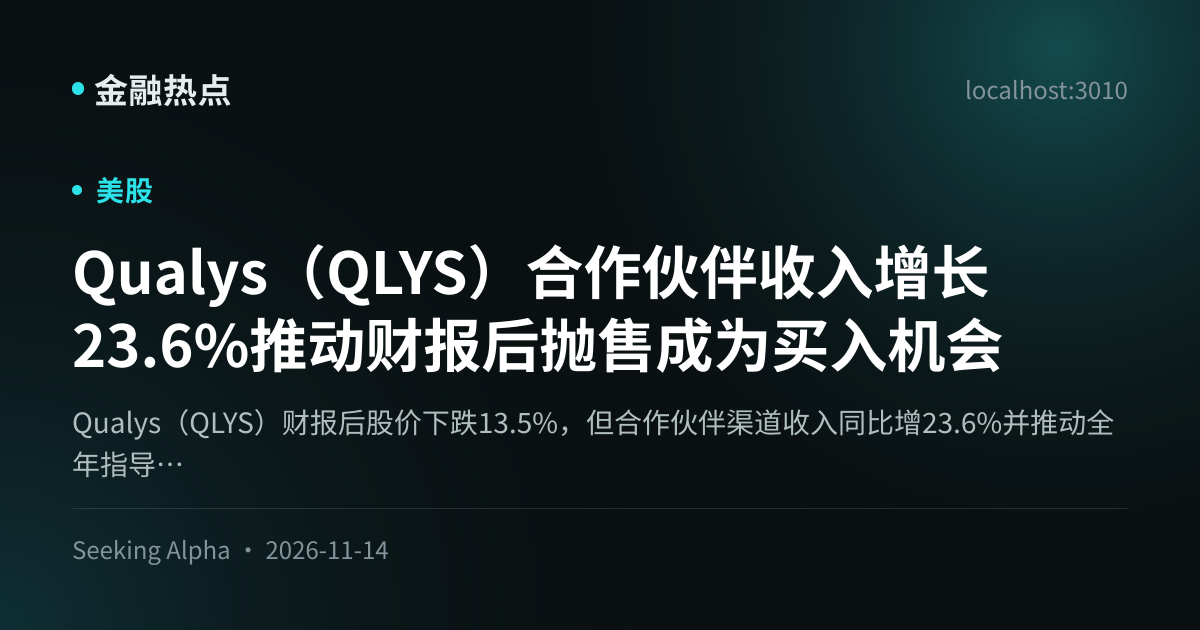 金融热点
localhost:3010
美股
Qualys（QLYS）合作伙伴收入增长
23.6%推动财报后抛售成为买入机会
Qualys（QLYS）财报后股价下跌13.5%，但合作伙伴渠道收入同比增23.6%并推动全
年指导…
Seeking Alpha · 2026-11-14